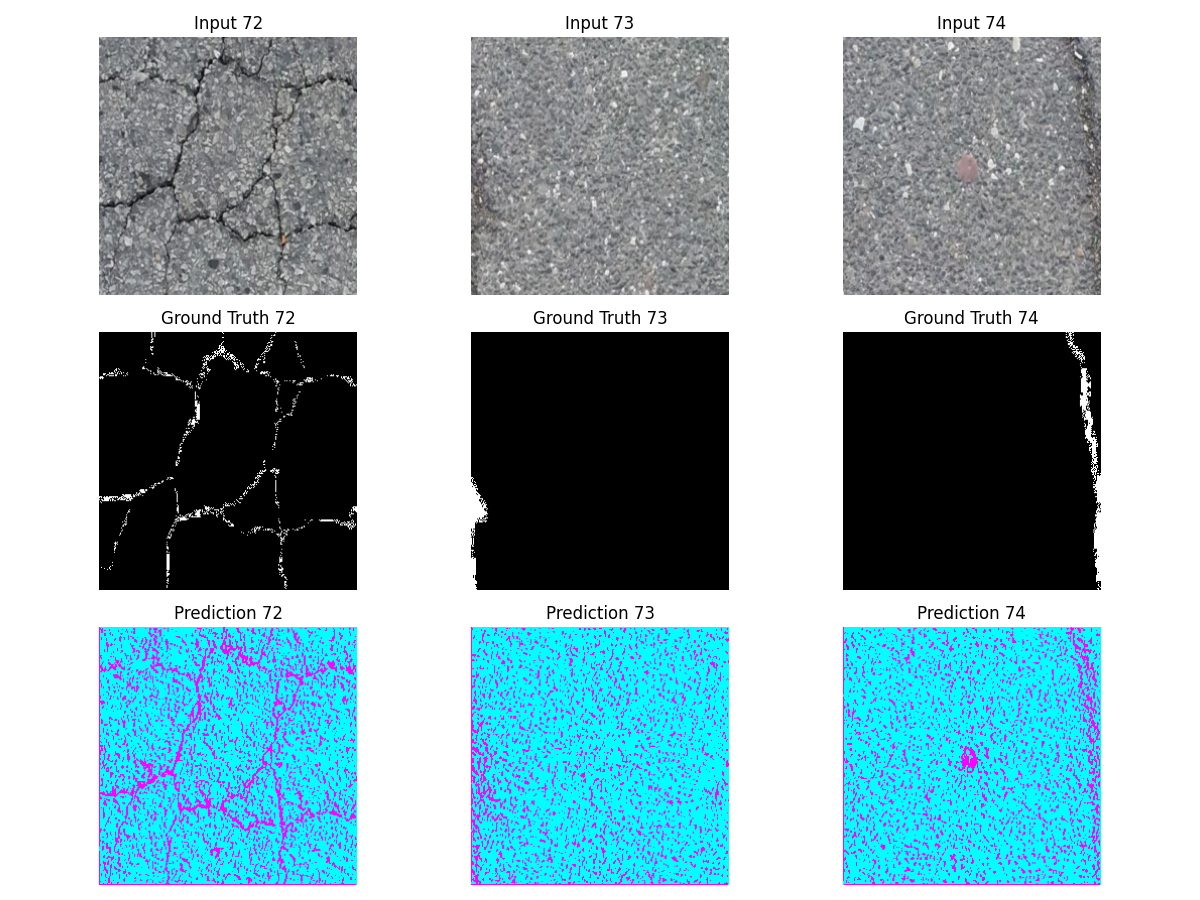 Input 72
Input 73
Input 74
Ground Truth 72
Ground Truth 73
Ground Truth 74
Prediction 72
Prediction 73
Prediction 74